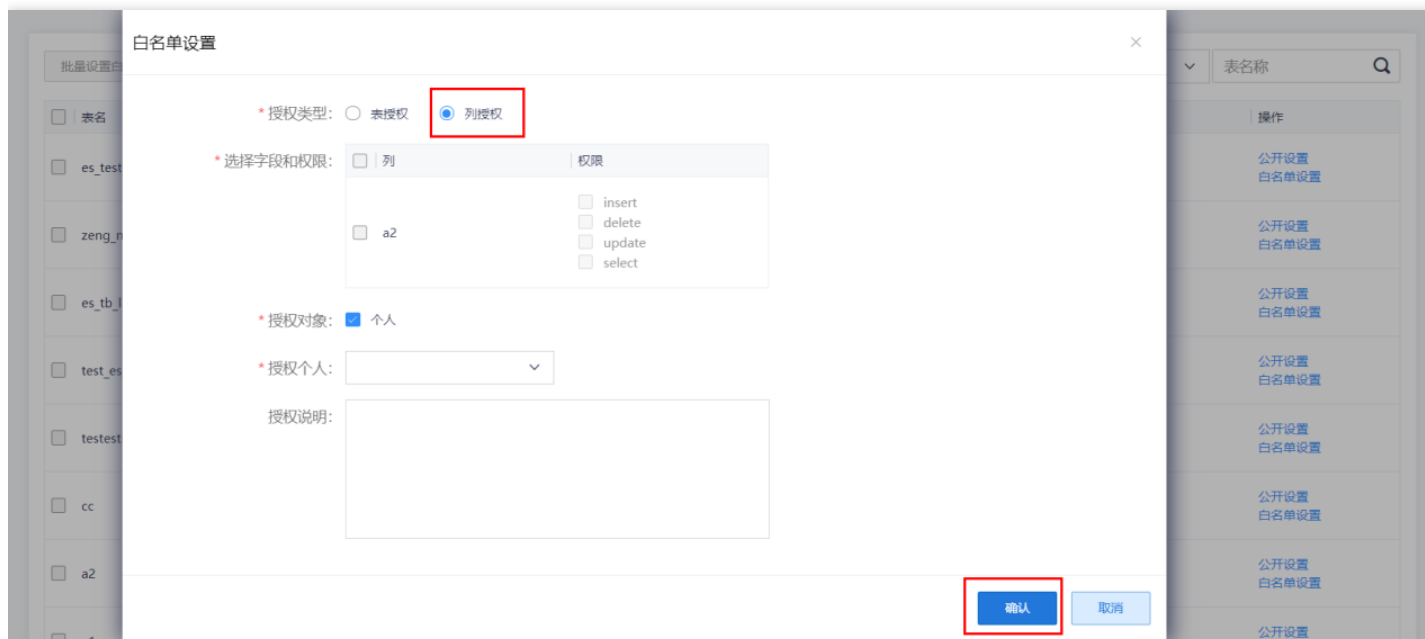 白名单设置
批量设置白
表名称
表名
操作
* 授权类型: 表授权 列授权
* 选择字段和权限: 列 权限
a2
insert
delete
update
select
* 授权对象: 个人
* 授权个人:
授权说明:
确认 取消
es_test
公开设置
白名单设置
zeng_n
公开设置
白名单设置
es_tb_l
公开设置
白名单设置
test_es
公开设置
白名单设置
testest
公开设置
白名单设置
cc
公开设置
白名单设置
a2
公开设置
白名单设置
公开设置